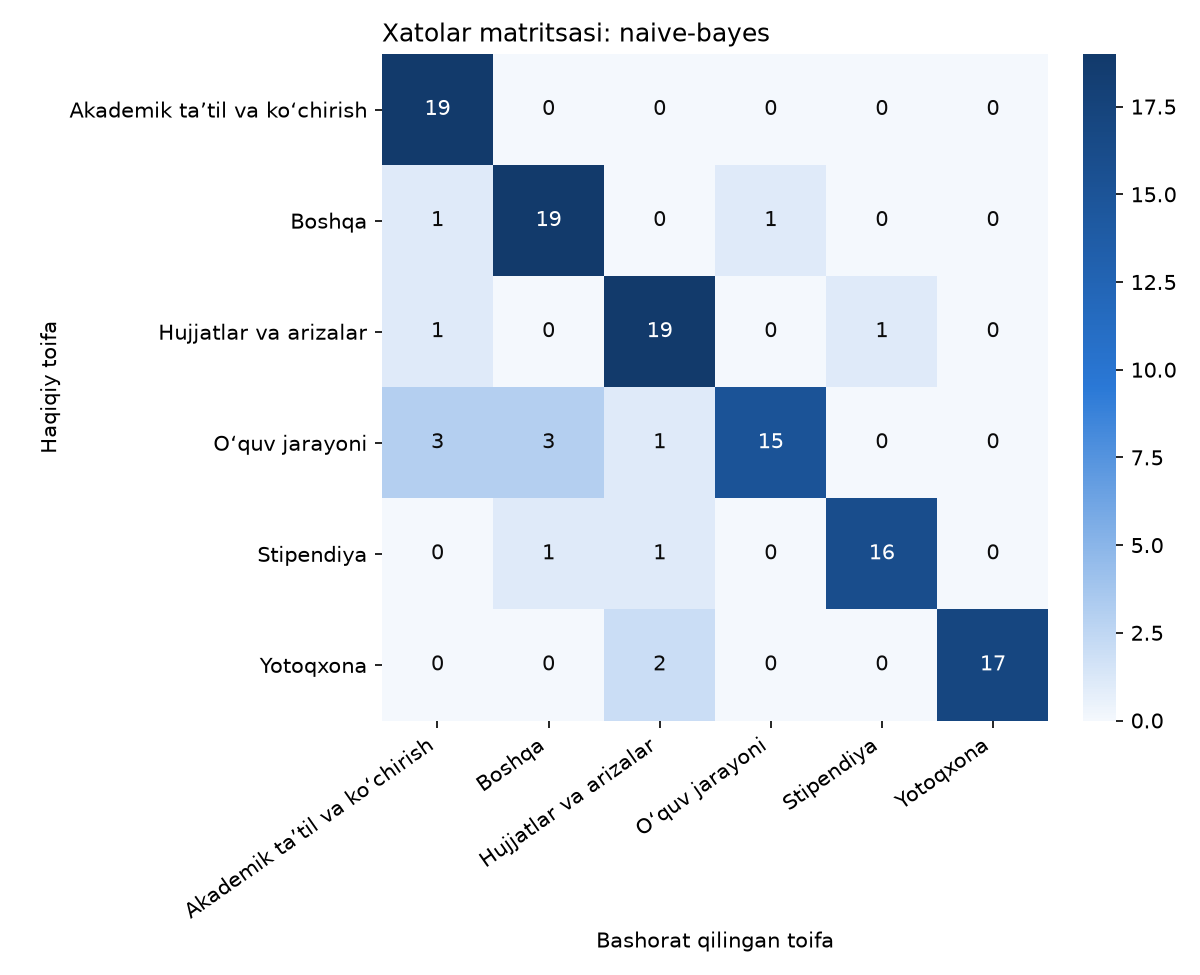 Xatolar matritsasi: naive-bayes
Akademik ta’til va ko‘chirish 19 0 0 0 0 0
Boshqa 1 19 0 1 0 0
Hujjatlar va arizalar 1 0 19 0 1 0
O‘quv jarayoni 3 3 1 15 0 0
Stipendiya 0 1 1 0 16 0
Yotoqxona 0 0 2 0 0 17
Haqiqiy toifa
Akademik ta’til va ko‘chirish
Boshqa
Hujjatlar va arizalar
O‘quv jarayoni
Stipendiya
Yotoqxona
Bashorat qilingan toifa
17.5
15.0
12.5
10.0
7.5
5.0
2.5
0.0